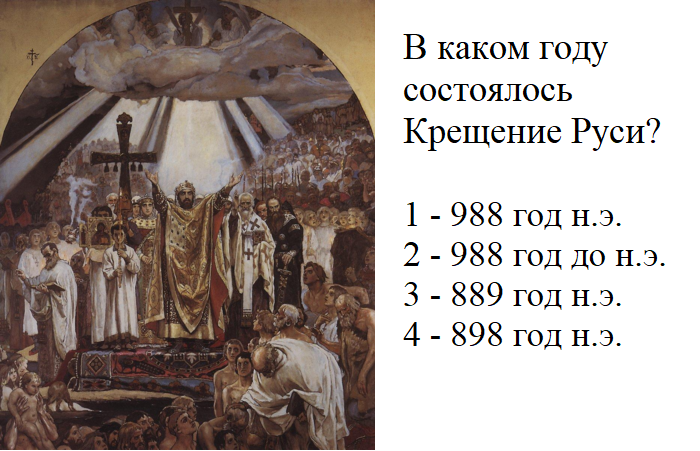 В каком году
состоялось
Крещение Руси?
1 - 988 год н.э.
2 - 988 год до н.э.
3 - 889 год н.э.
4 - 898 год н.э.